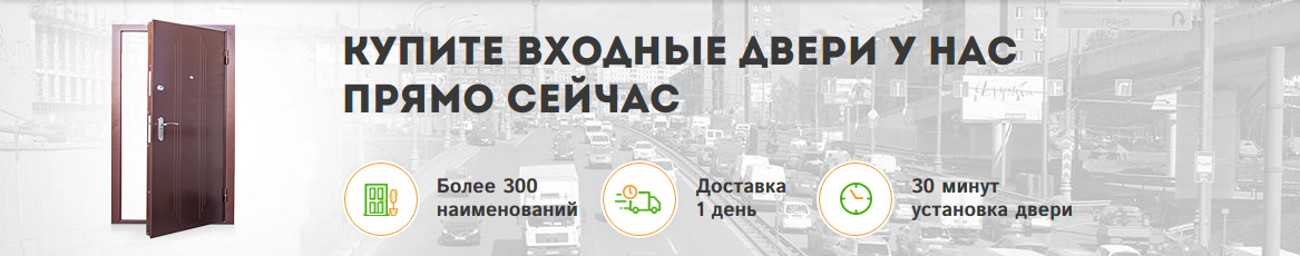 КУПИТЕ ВХОДНЫЕ ДВЕРИ У НАС
ПРЯМО СЕЙЧАС
Более 300
наименований
Доставка
1 день
30 минут
установка двери